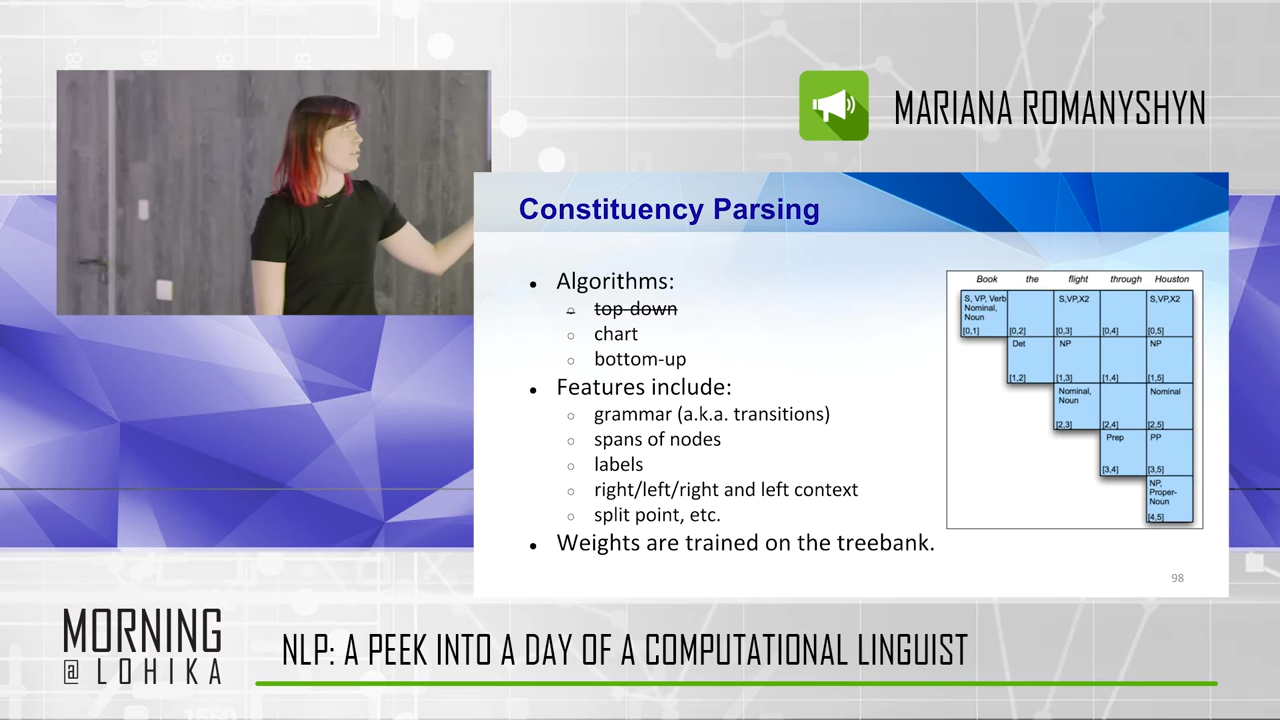 MARIANA ROMANYSHYN
Constituency Parsing
Algorithms:
top-down
chart
bottom-up
Features include:
grammar (a.k.a. transitions)
spans of nodes
labels
right/left/right and left context
split point, etc.
Weights are trained on the treebank.
Book the flight through Houston
S, VP, Verb
Nominal,
Noun
[0,1]
[0,2]
S,VP,X2
[0,3]
[0,4]
S,VP,X2
[0,5]
Det
[1,2]
NP
[1,3]
[1,4]
NP
[1,5]
Nominal,
Noun
[2,3]
[2,4]
Nominal
[2,5]
Prep
[3,4]
PP
[3,5]
NP,
Proper-
Noun
[4,5]
98
MORNING
@ LOHIKA
NLP: A PEEK INTO A DAY OF A COMPUTATIONAL LINGUIST